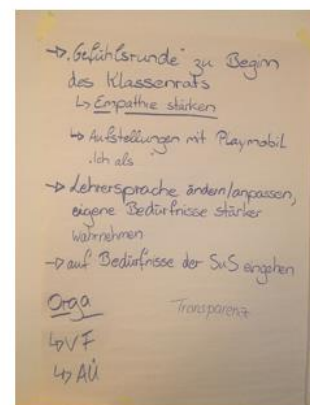 → „Gefühlsrunde" zu Beginn
des Klassenrats
↳ Empathie stärken
↳ Aufstellungen mit Playmobil
„Ich als
→ Lehrersprache ändern/anpassen,
eigene Bedürfnisse stärker
wahrnehmen
→ auf Bedürfnisse der SuS eingehen
Orga
Transparenz
↳ VF
↳ AÜ